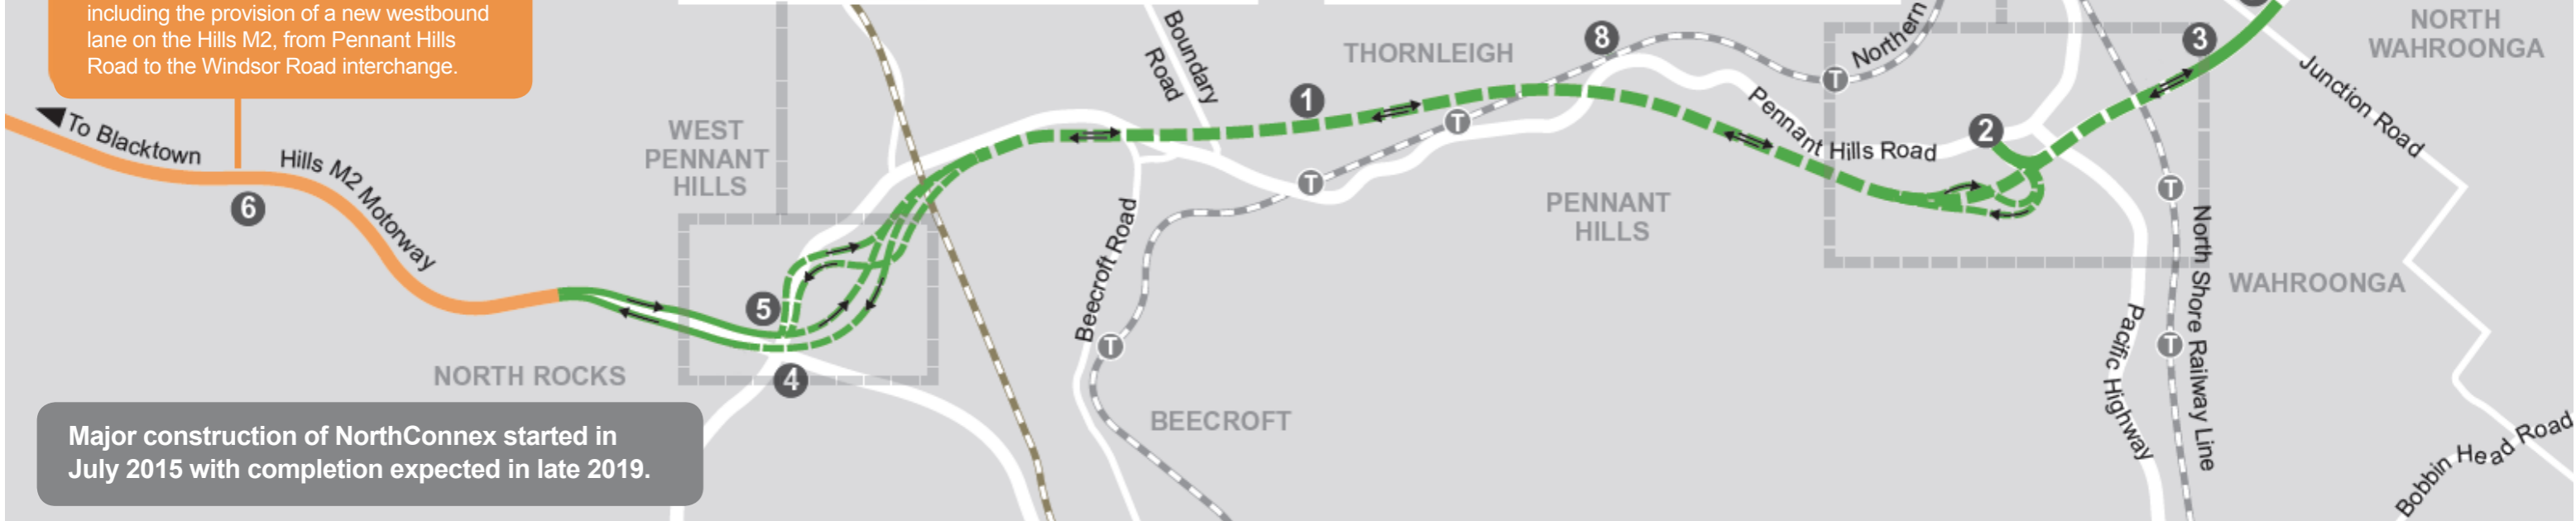 including the provision of a new westbound
lane on the Hills M2, from Pennant Hills
Road to the Windsor Road interchange.
To Blacktown
6
Hills M2 Motorway
WEST
PENNANT
HILLS
5
4
NORTH ROCKS
Major construction of NorthConnex started in
July 2015 with completion expected in late 2019.
Boundary
Road
THORNLEIGH
1
8
T
T
T
Beecroft Road
BEECROFT
PENNANT
HILLS
Pennant Hills Road
T
Northern
2
3
NORTH
WAHROONGA
Junction Road
T
T
North Shore Railway Line
WAHROONGA
Pacific Highway
Bobbin Head Road